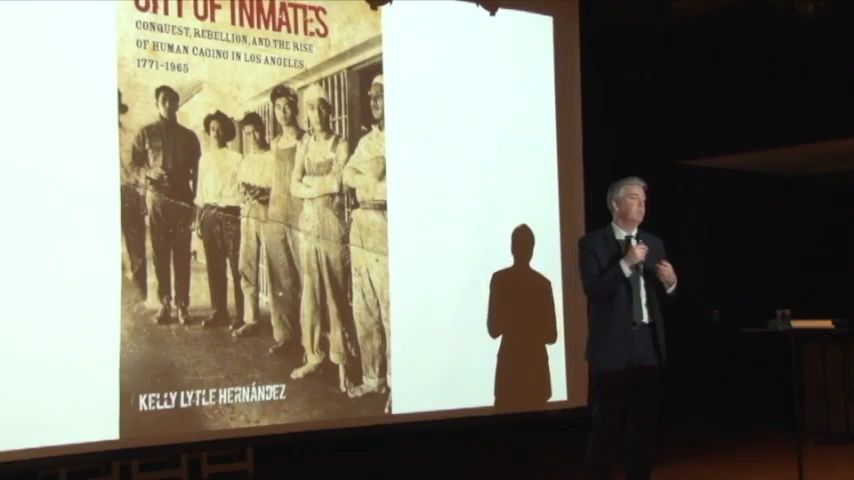 CITY OF INMATES
CONQUEST, REBELLION, AND THE RISE
OF HUMAN CAGING IN LOS ANGELES,
1771–1965
KELLY LYTLE HERNÁNDEZ